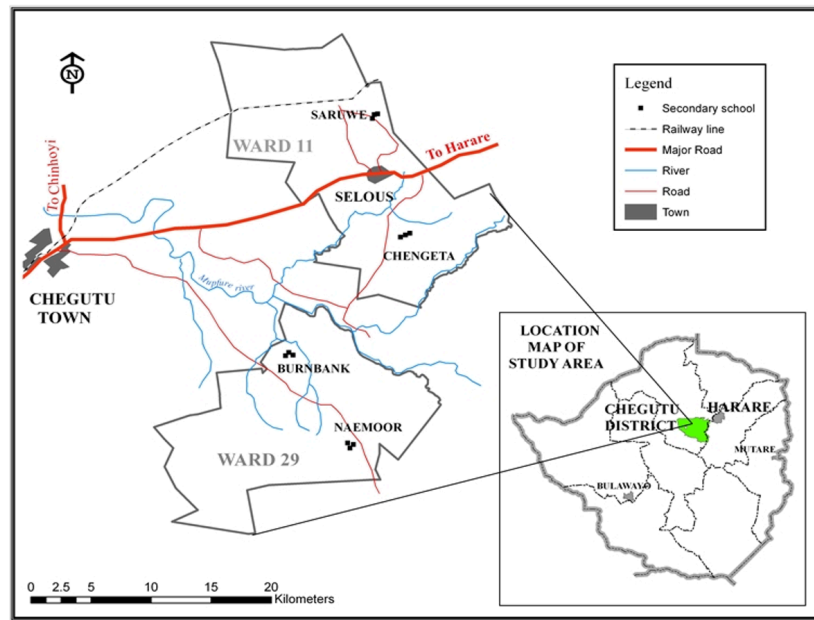 N
SARUWE
WARD 11
To Harare
To Chinhoyi
SELOUS
CHENGETA
Mupfure river
CHEGUTU
TOWN
BURNBANK
NAEMOOR
WARD 29
Legend
Secondary school
Railway line
Major Road
River
Road
Town
LOCATION
MAP OF
STUDY AREA
CHEGUTU
DISTRICT
HARARE
MUTARE
BULAWAYO
0 2.5 5 10 15 20
Kilometers